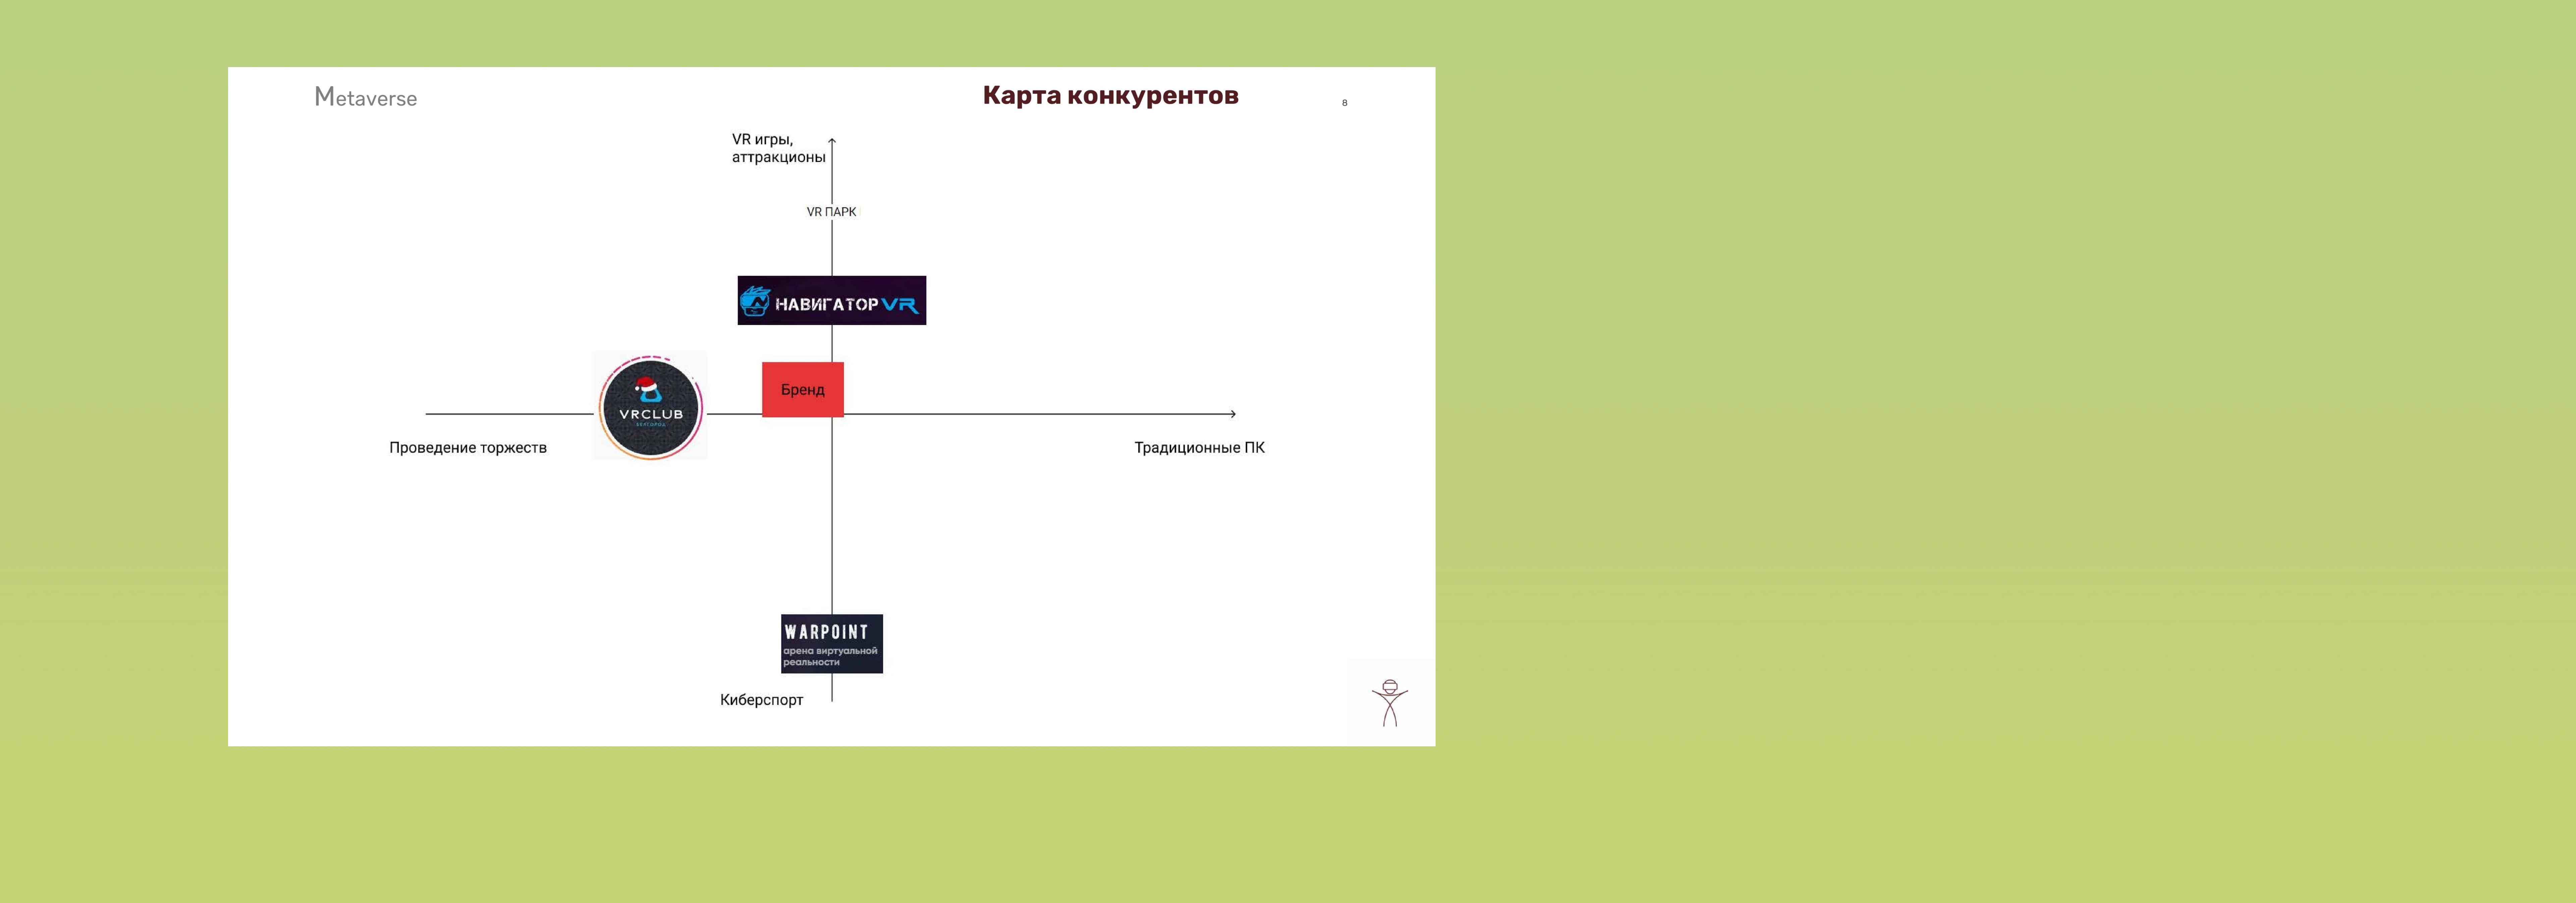 Metaverse
Карта конкурентов
8
VR игры,
аттракционы
VR ПАРК
НАВИГАТОР VR
Бренд
VRCLUB
БЕЛГОРОД
Проведение торжеств
Традиционные ПК
WARPOINT
арена виртуальной
реальности
Киберспорт